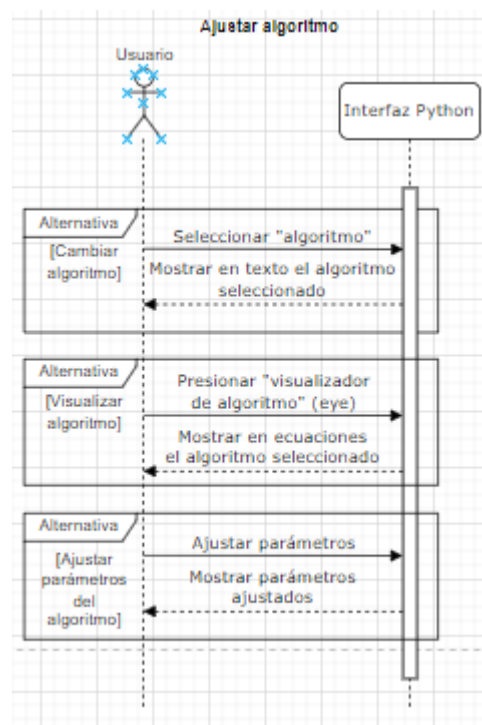 Ajustar algoritmo
Usuario
Interfaz Python
Alternativa
[Cambiar
algoritmo]
Seleccionar "algoritmo"
Mostrar en texto el algoritmo
seleccionado
Alternativa
[Visualizar
algoritmo]
Presionar "visualizador
de algoritmo" (eye)
Mostrar en ecuaciones
el algoritmo seleccionado
Alternativa
[Ajustar
parámetros
del
algoritmo]
Ajustar parámetros
Mostrar parámetros
ajustados